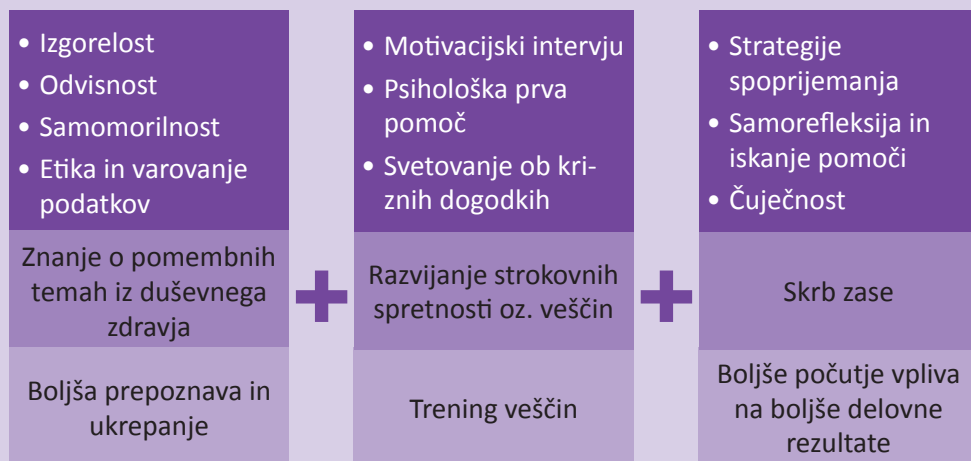 • Izgorelost
• Odvisnost
• Samomorilnost
• Etika in varovanje
podatkov
Znanje o pomembnih
temah iz duševnega
zdravja
Boljša prepoznava in
ukrepanje
+
• Motivacijski intervju
• Psihološka prva
pomoč
• Svetovanje ob kri-
znih dogodkih
Razvijanje strokovnih
spretnosti oz. veščin
Trening veščin
+
• Strategije
spoprijemanja
• Samorefleksija in
iskanje pomoči
• Čuječnost
Skrb zase
Boljše počutje vpliva
na boljše delovne
rezultate